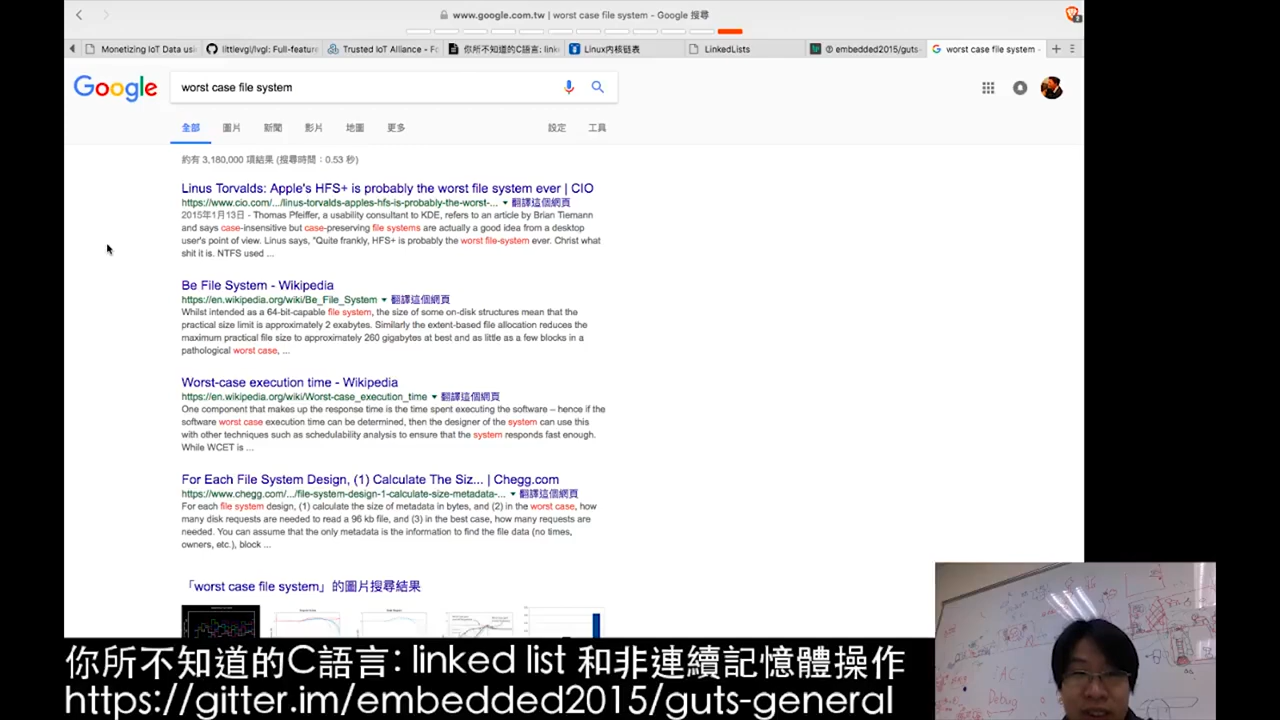 www.google.com.tw | worst case file system - Google 搜尋
Monetizing IoT Data usi
littlevgl/lvgl: Full-feature
Trusted IoT Alliance - Fo
你所不知道的C語言: link
Linux内核鏈表
LinkedLists
embedded2015/guts-
worst case file system -
Google
worst case file system
全部 圖片 新聞 影片 地圖 更多 設定 工具
約有 3,180,000 項結果 (搜尋時間:0.53 秒)
Linus Torvalds: Apple's HFS+ is probably the worst file system ever | CIO
https://www.cio.com/.../linus-torvalds-apples-hfs-is-probably-the-worst-... ▼ 翻譯這個網頁
2015年1月13日 - Thomas Pfeiffer, a usability consultant to KDE, refers to an article by Brian Tiemann
and says case-insensitive but case-preserving file systems are actually a good idea from a desktop
user's point of view. Linus says, "Quite frankly, HFS+ is probably the worst file-system ever. Christ what
shit it is. NTFS used ...
Be File System - Wikipedia
https://en.wikipedia.org/wiki/Be_File_System ▼ 翻譯這個網頁
Whilst intended as a 64-bit-capable file system, the size of some on-disk structures mean that the
practical size limit is approximately 2 exabytes. Similarly the extent-based file allocation reduces the
maximum practical file size to approximately 260 gigabytes at best and as little as a few blocks in a
pathological worst case, ...
Worst-case execution time - Wikipedia
https://en.wikipedia.org/wiki/Worst-case_execution_time ▼ 翻譯這個網頁
One component that makes up the response time is the time spent executing the software – hence if the
software worst case execution time can be determined, then the designer of the system can use this
with other techniques such as schedulability analysis to ensure that the system responds fast enough.
While WCET is ...
For Each File System Design, (1) Calculate The Siz... | Chegg.com
https://www.chegg.com/.../file-system-design-1-calculate-size-metadata-... ▼ 翻譯這個網頁
For each file system design, (1) calculate the size of metadata in bytes, and (2) in the worst case, how
many disk requests are needed to read a 96 kb file, and (3) in the best case, how many requests are
needed. You can assume that the only metadata is the information to find the file data (no times,
owners, etc.), block ...
「worst case file system」的圖片搜尋結果
Debug
你所不知道的C語言: linked list 和非連續記憶體操作
https://gitter.im/embedded2015/guts-general